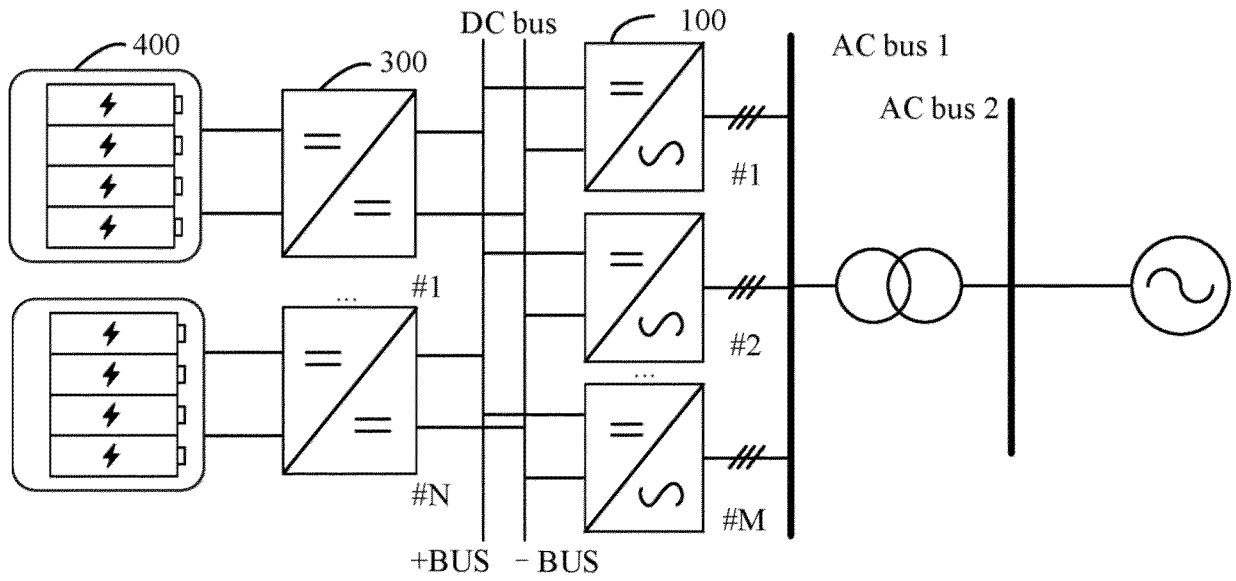 DC bus
100
400
300
AC bus 1
AC bus 2
#1
#1
...
#2
...
#N
#M
+BUS
- BUS